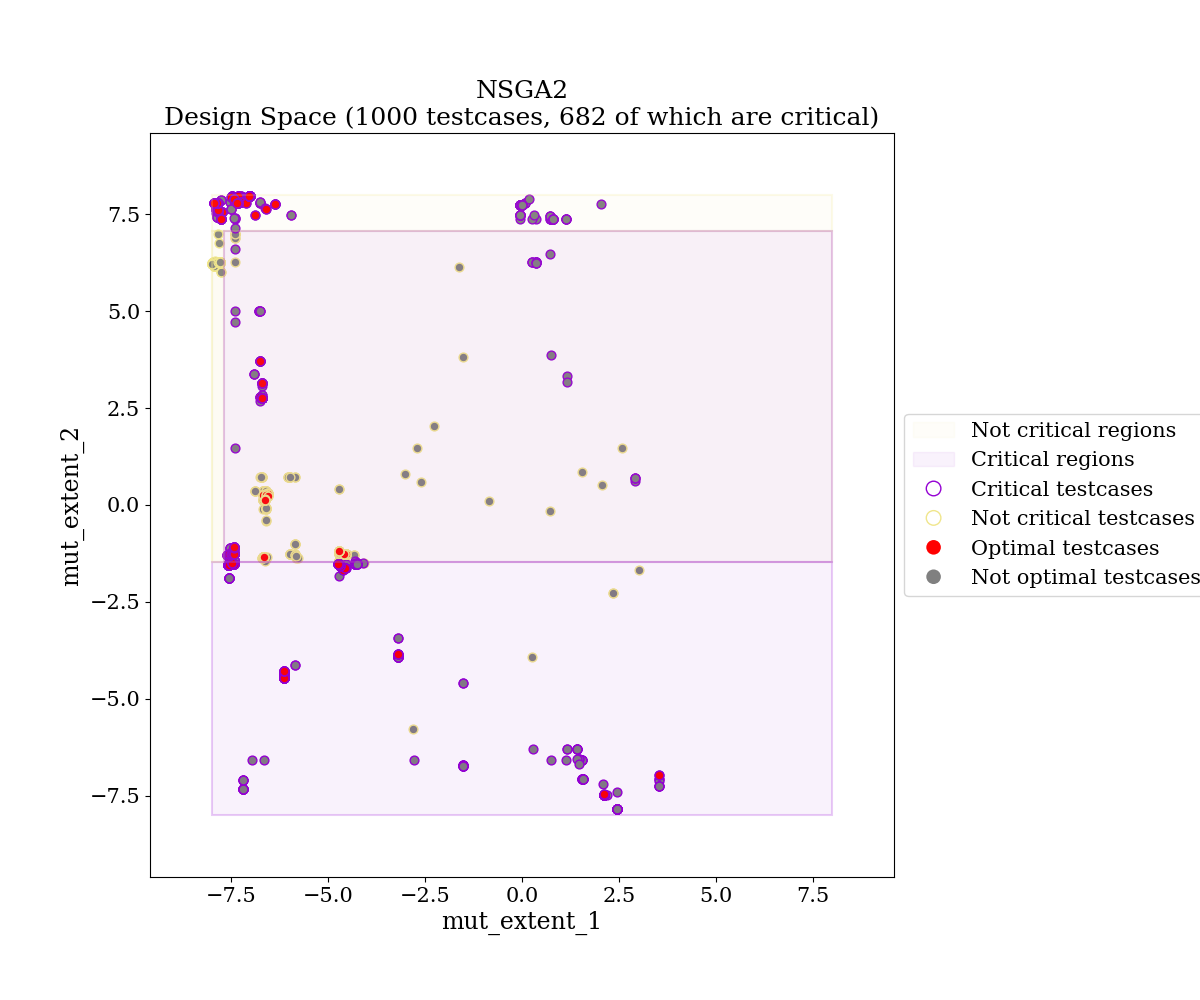 NSGA2
Design Space (1000 testcases, 682 of which are critical)
mut_extent_2
7.5
5.0
2.5
0.0
−2.5
−5.0
−7.5
−7.5
−5.0
−2.5
0.0
2.5
5.0
7.5
mut_extent_1
Not critical regions
Critical regions
Critical testcases
Not critical testcases
Optimal testcases
Not optimal testcases